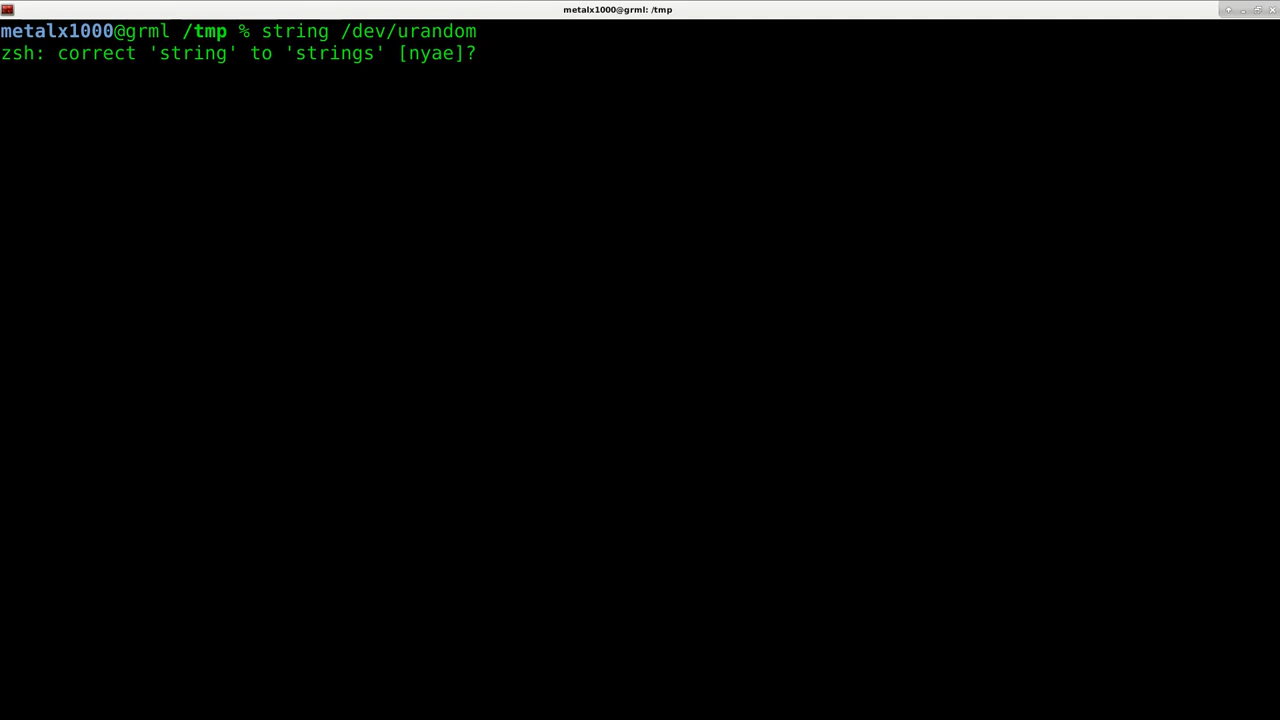 metalx1000@grml: /tmp
metalx1000@grml /tmp % string /dev/urandom
zsh: correct 'string' to 'strings' [nyae]?